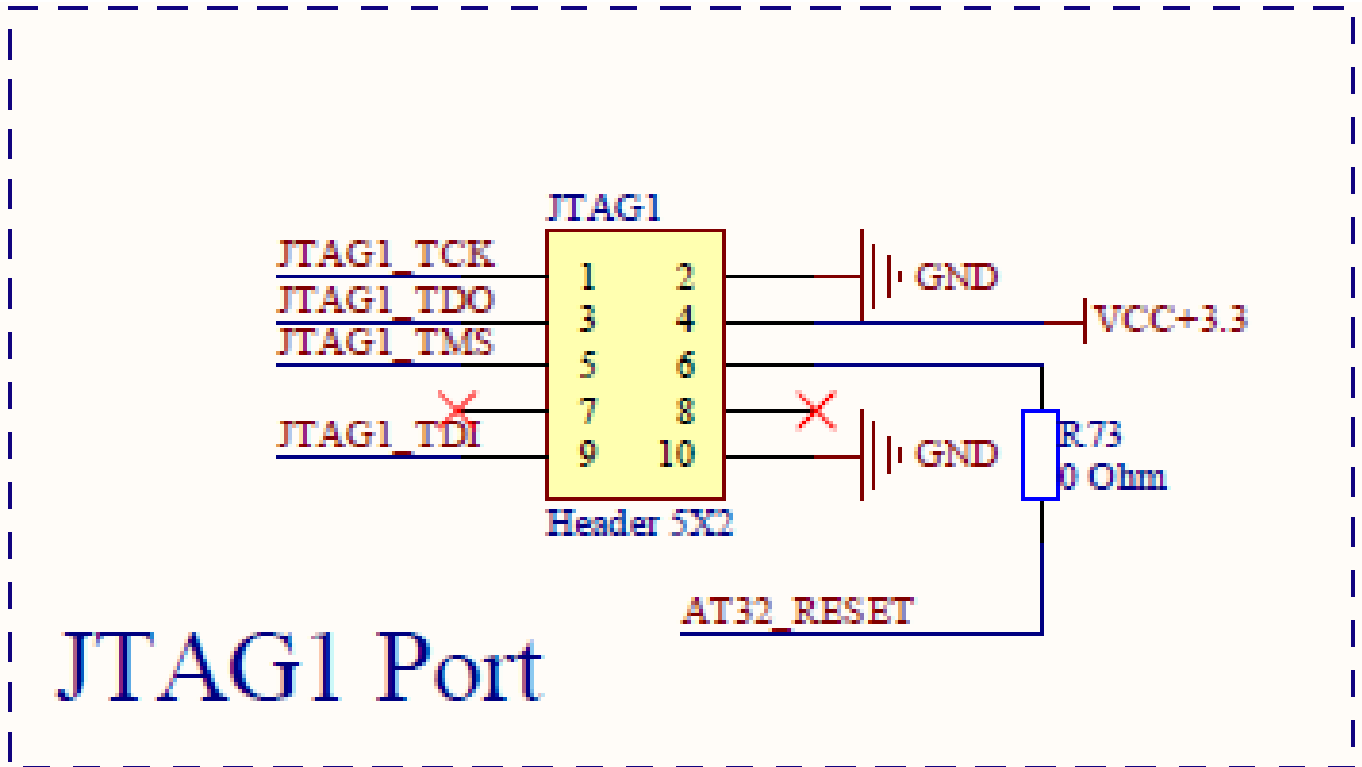 JTAG1
JTAG1_TCK 1 2 GND
JTAG1_TDO 3 4 VCC+3.3
JTAG1_TMS 5 6
7 8
JTAG1_TDI 9 10 GND
R73
0 Ohm
Header 5X2
AT32_RESET
JTAG1 Port